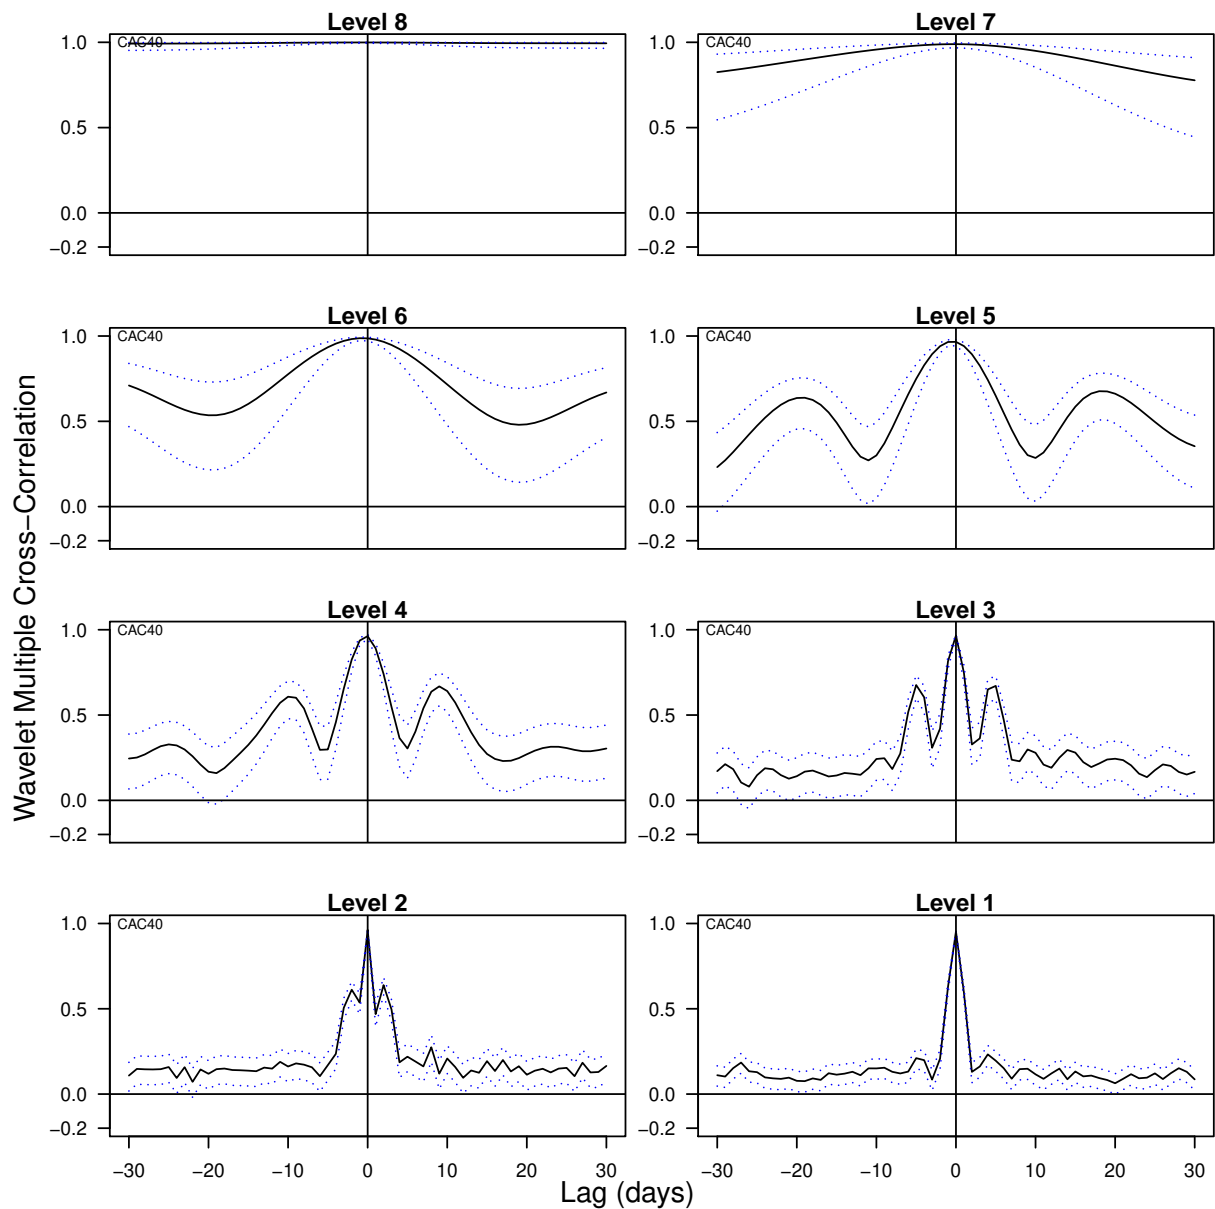 Level 8
CAC40
1.0
0.5
0.0
−0.2
Level 7
CAC40
1.0
0.5
0.0
−0.2
Level 6
CAC40
1.0
0.5
0.0
−0.2
Level 5
CAC40
1.0
0.5
0.0
−0.2
Level 4
CAC40
1.0
0.5
0.0
−0.2
Level 3
CAC40
1.0
0.5
0.0
−0.2
Level 2
CAC40
1.0
0.5
0.0
−0.2
−30 −20 −10 0 10 20 30
Level 1
CAC40
1.0
0.5
0.0
−0.2
−30 −20 −10 0 10 20 30
Lag (days)
Wavelet Multiple Cross−Correlation